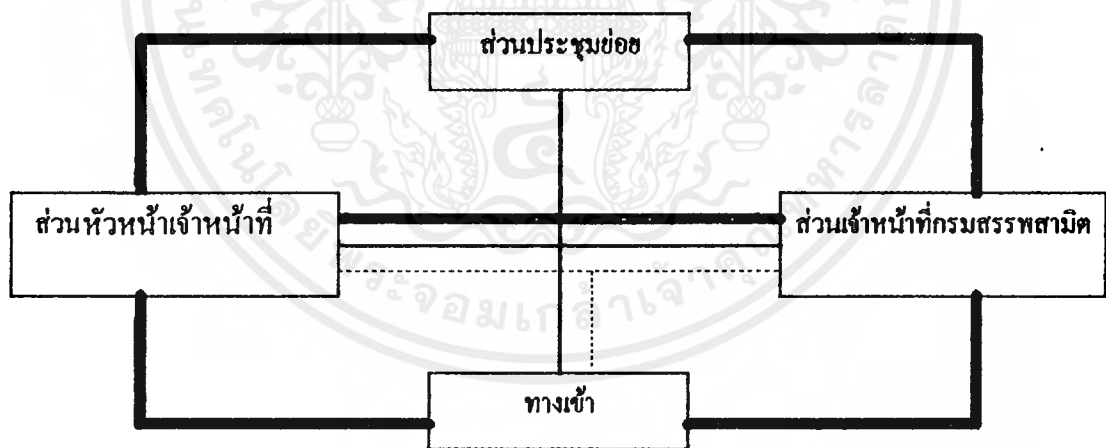 ส่วนประชุมย่อย
ส่วนหัวหน้าเจ้าหน้าที่
ส่วนเจ้าหน้าที่กรมสรรพสามิต
ทางเข้า